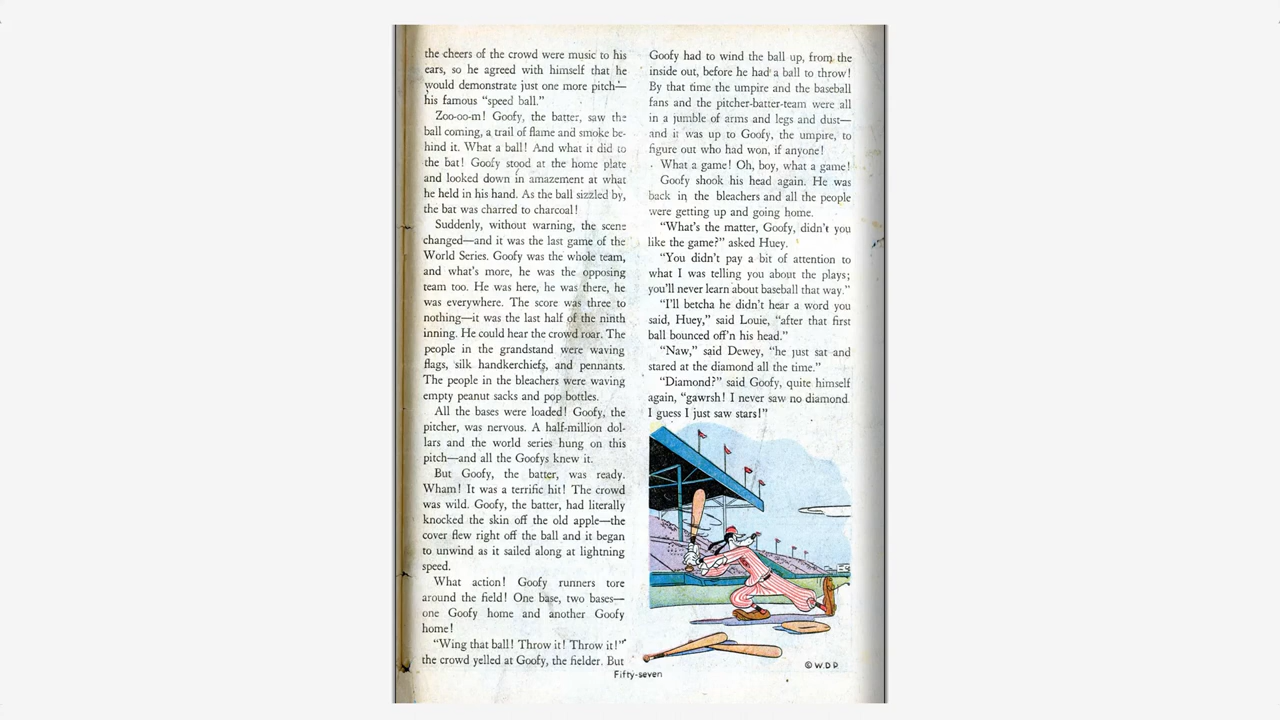 the cheers of the crowd were music to his
ears, so he agreed with himself that he
would demonstrate just one more pitch—
his famous "speed ball."
Zoo-oo-m! Goofy, the batter, saw the
ball coming, a trail of flame and smoke be-
hind it. What a ball! And what it did to
the bat! Goofy stood at the home plate
and looked down in amazement at what
he held in his hand. As the ball sizzled by,
the bat was charred to charcoal!
Suddenly, without warning, the scene
changed—and it was the last game of the
World Series. Goofy was the whole team,
and what's more, he was the opposing
team too. He was here, he was there, he
was everywhere. The score was three to
nothing—it was the last half of the ninth
inning. He could hear the crowd roar. The
people in the grandstand were waving
flags, silk handkerchiefs, and pennants.
The people in the bleachers were waving
empty peanut sacks and pop bottles.
All the bases were loaded! Goofy, the
pitcher, was nervous. A half-million dol-
lars and the world series hung on this
pitch—and all the Goofys knew it.
But Goofy, the batter, was ready.
Wham! It was a terrific hit! The crowd
was wild. Goofy, the batter, had literally
knocked the skin off the old apple—the
cover flew right off the ball and it began
to unwind as it sailed along at lightning
speed.
What action! Goofy runners tore
around the field! One base, two bases—
one Goofy home and another Goofy
home!
"Wing that ball! Throw it! Throw it!"
the crowd yelled at Goofy, the fielder. But
Goofy had to wind the ball up, from the
inside out, before he had a ball to throw!
By that time the umpire and the baseball
fans and the pitcher-batter-team were all
in a jumble of arms and legs and dust—
and it was up to Goofy, the umpire, to
figure out who had won, if anyone!
What a game! Oh, boy, what a game!
Goofy shook his head again. He was
back in the bleachers and all the people
were getting up and going home.
"What's the matter, Goofy, didn't you
like the game?" asked Huey.
"You didn't pay a bit of attention to
what I was telling you about the plays;
you'll never learn about baseball that way."
"I'll betcha he didn't hear a word you
said, Huey," said Louie, "after that first
ball bounced off'n his head."
"Naw," said Dewey, "he just sat and
stared at the diamond all the time."
"Diamond?" said Goofy, quite himself
again, "gawrsh! I never saw no diamond.
I guess I just saw stars!"
© W.D P
Fifty-seven